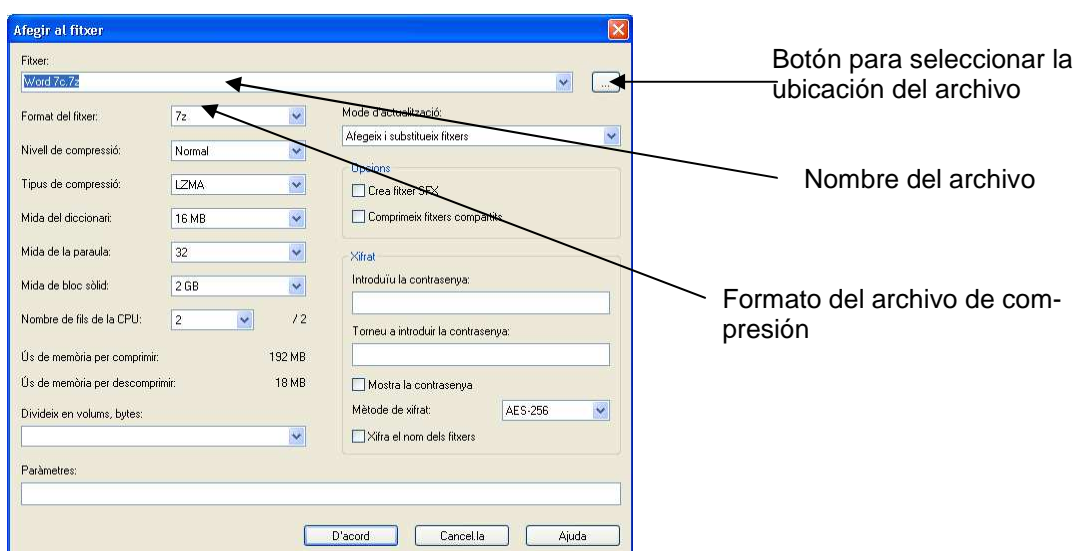 Afegir al fitxer
Fitxer:
Word 7c.7z
...
Format del fitxer:
7z
Nivell de compressió:
Normal
Tipus de compressió:
LZMA
Mida del diccionari:
16 MB
Mida de la paraula:
32
Mida de bloc sòlid:
2 GB
Nombre de fils de la CPU:
2
/ 2
Ús de memòria per comprimir:
192 MB
Ús de memòria per descomprimir:
18 MB
Divideix en volums, bytes:
Mode d'actualització:
Afegeix i substitueix fitxers
Opcions
Crea fitxer SFX
Comprimeix fitxers compartits
Xifrat
Introduïu la contrasenya:
Torneu a introduir la contrasenya:
Mostra la contrasenya
Mètode de xifrat:
AES-256
Xifra el nom dels fitxers
Paràmetres:
D'acord
Cancel.la
Ajuda
Botón para seleccionar la
ubicación del archivo
Nombre del archivo
Formato del archivo de com-
presión